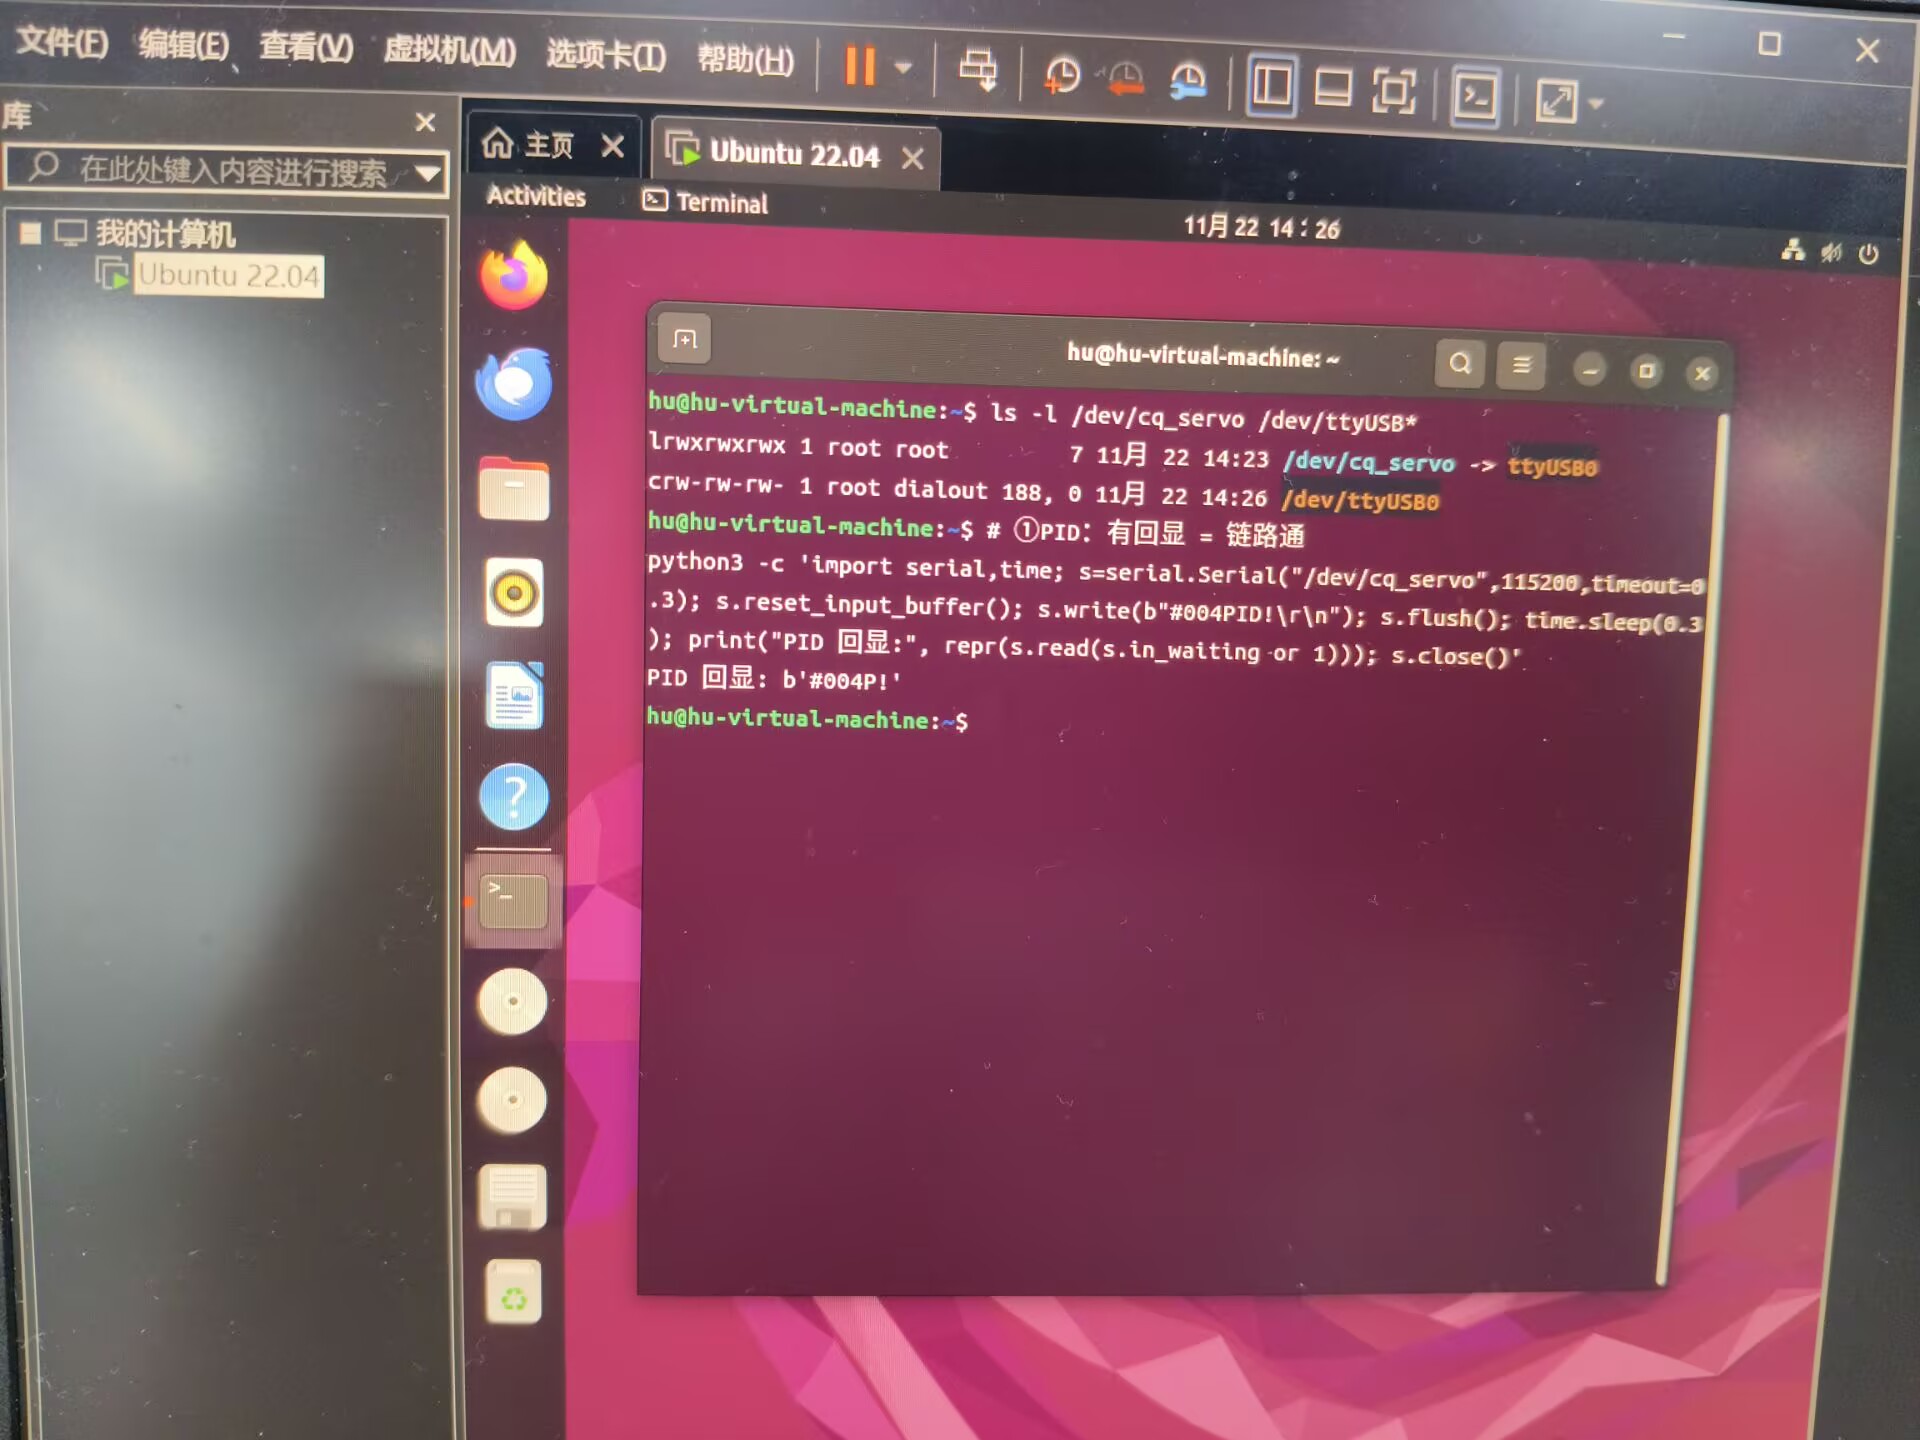 文件(F) 编辑(E) 查看(V) 虚拟机(M) 选项卡(T) 帮助(H)
库
主页
Ubuntu 22.04
在此处键入内容进行搜索
我的计算机
Ubuntu 22.04
Activities
Terminal
11月 22 14：26
hu@hu-virtual-machine: ~
hu@hu-virtual-machine:~$ ls -l /dev/cq_servo /dev/ttyUSB*
lrwxrwxrwx 1 root root 7 11月 22 14:23 /dev/cq_servo -> ttyUSB0
crw-rw-rw- 1 root dialout 188, 0 11月 22 14:26 /dev/ttyUSB0
hu@hu-virtual-machine:~$ # ①PID：有回显 = 链路通
python3 -c 'import serial,time; s=serial.Serial("/dev/cq_servo",115200,timeout=0
.3); s.reset_input_buffer(); s.write(b"#004PID!\r\n"); s.flush(); time.sleep(0.3
); print("PID 回显:", repr(s.read(s.in_waiting or 1))); s.close()'
PID 回显: b'#004P!'
hu@hu-virtual-machine:~$